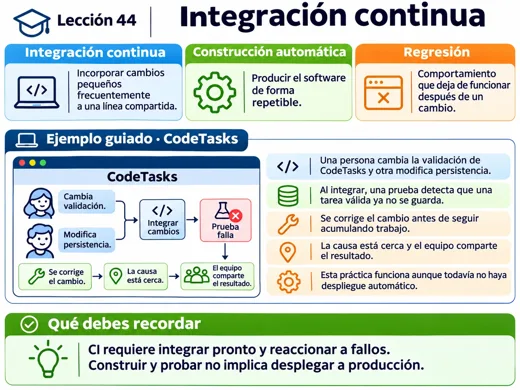 Lección 44
Integración continua
Integración continua
Incorporar cambios
pequeños
frecuentemente
a una línea compartida.
Construcción automática
Producir el software
de forma
repetible.
Regresión
Comportamiento
que deja de funcionar
después de un
cambio.
Ejemplo guiado · CodeTasks
CodeTasks
Cambia
validación.
Modifica
persistencia.
Integrar
cambios
Prueba
falla
Se corrige
el cambio.
La causa
está cerca.
El equipo
comparte
el resultado.
Una persona cambia la validación de
CodeTasks y otra modifica persistencia.
Al integrar, una prueba detecta que una
tarea válida ya no se guarda.
Se corrige el cambio antes de seguir
acumulando trabajo.
La causa está cerca y el equipo comparte
el resultado.
Esta práctica funciona aunque todavía no haya
despliegue automático.
Qué debes recordar
CI requiere integrar pronto y reaccionar a fallos.
Construir y probar no implica desplegar a producción.